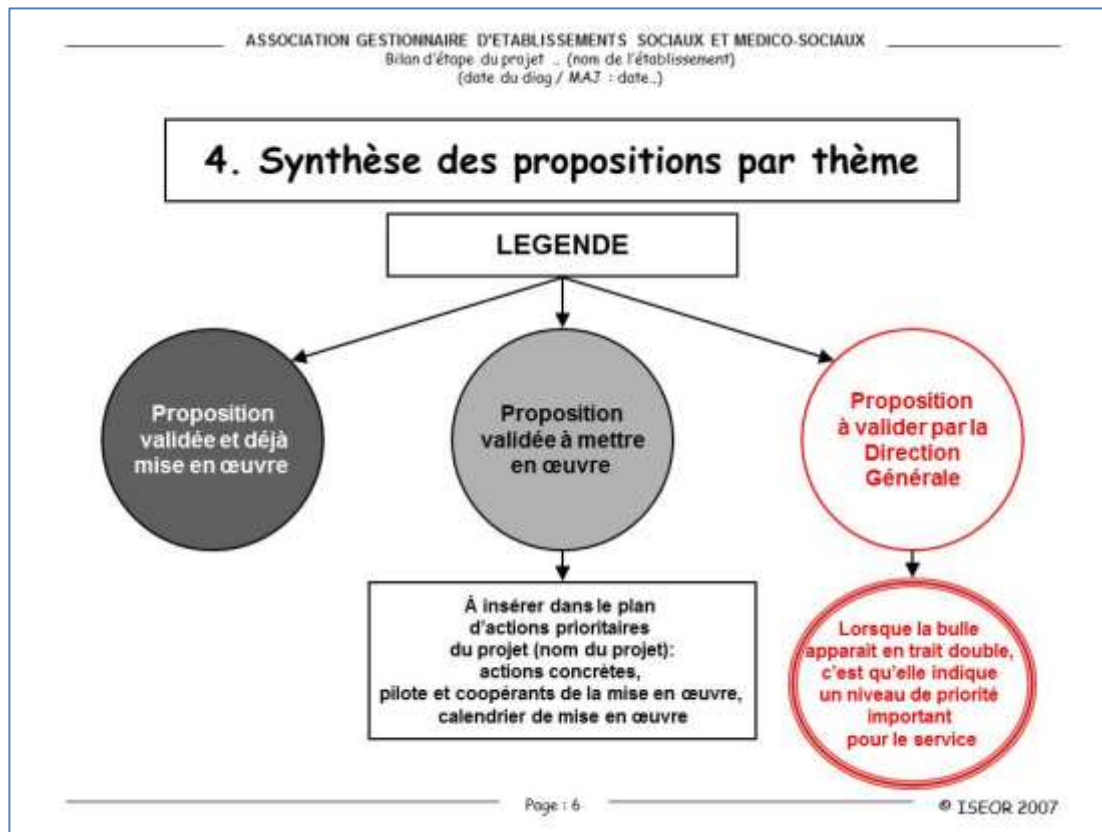 ASSOCIATION GESTIONNAIRE D'ETABLISSEMENTS SOCIAUX ET MEDICO-SOCIAUX
Bilan d'étape du projet .. (nom de l'établissement)
(date du diag / MAJ : date..)
4. Synthèse des propositions par thème
LEGENDE
Proposition
validée et déjà
mise en œuvre
Proposition
validée à mettre
en œuvre
Proposition
à valider par la
Direction
Générale
À insérer dans le plan
d'actions prioritaires
du projet (nom du projet):
actions concrètes,
pilote et coopérants de la mise en œuvre,
calendrier de mise en œuvre
Lorsque la bulle
apparaît en trait double,
c'est qu'elle indique
un niveau de priorité
important
pour le service
Page : 6
© ISEOR 2007